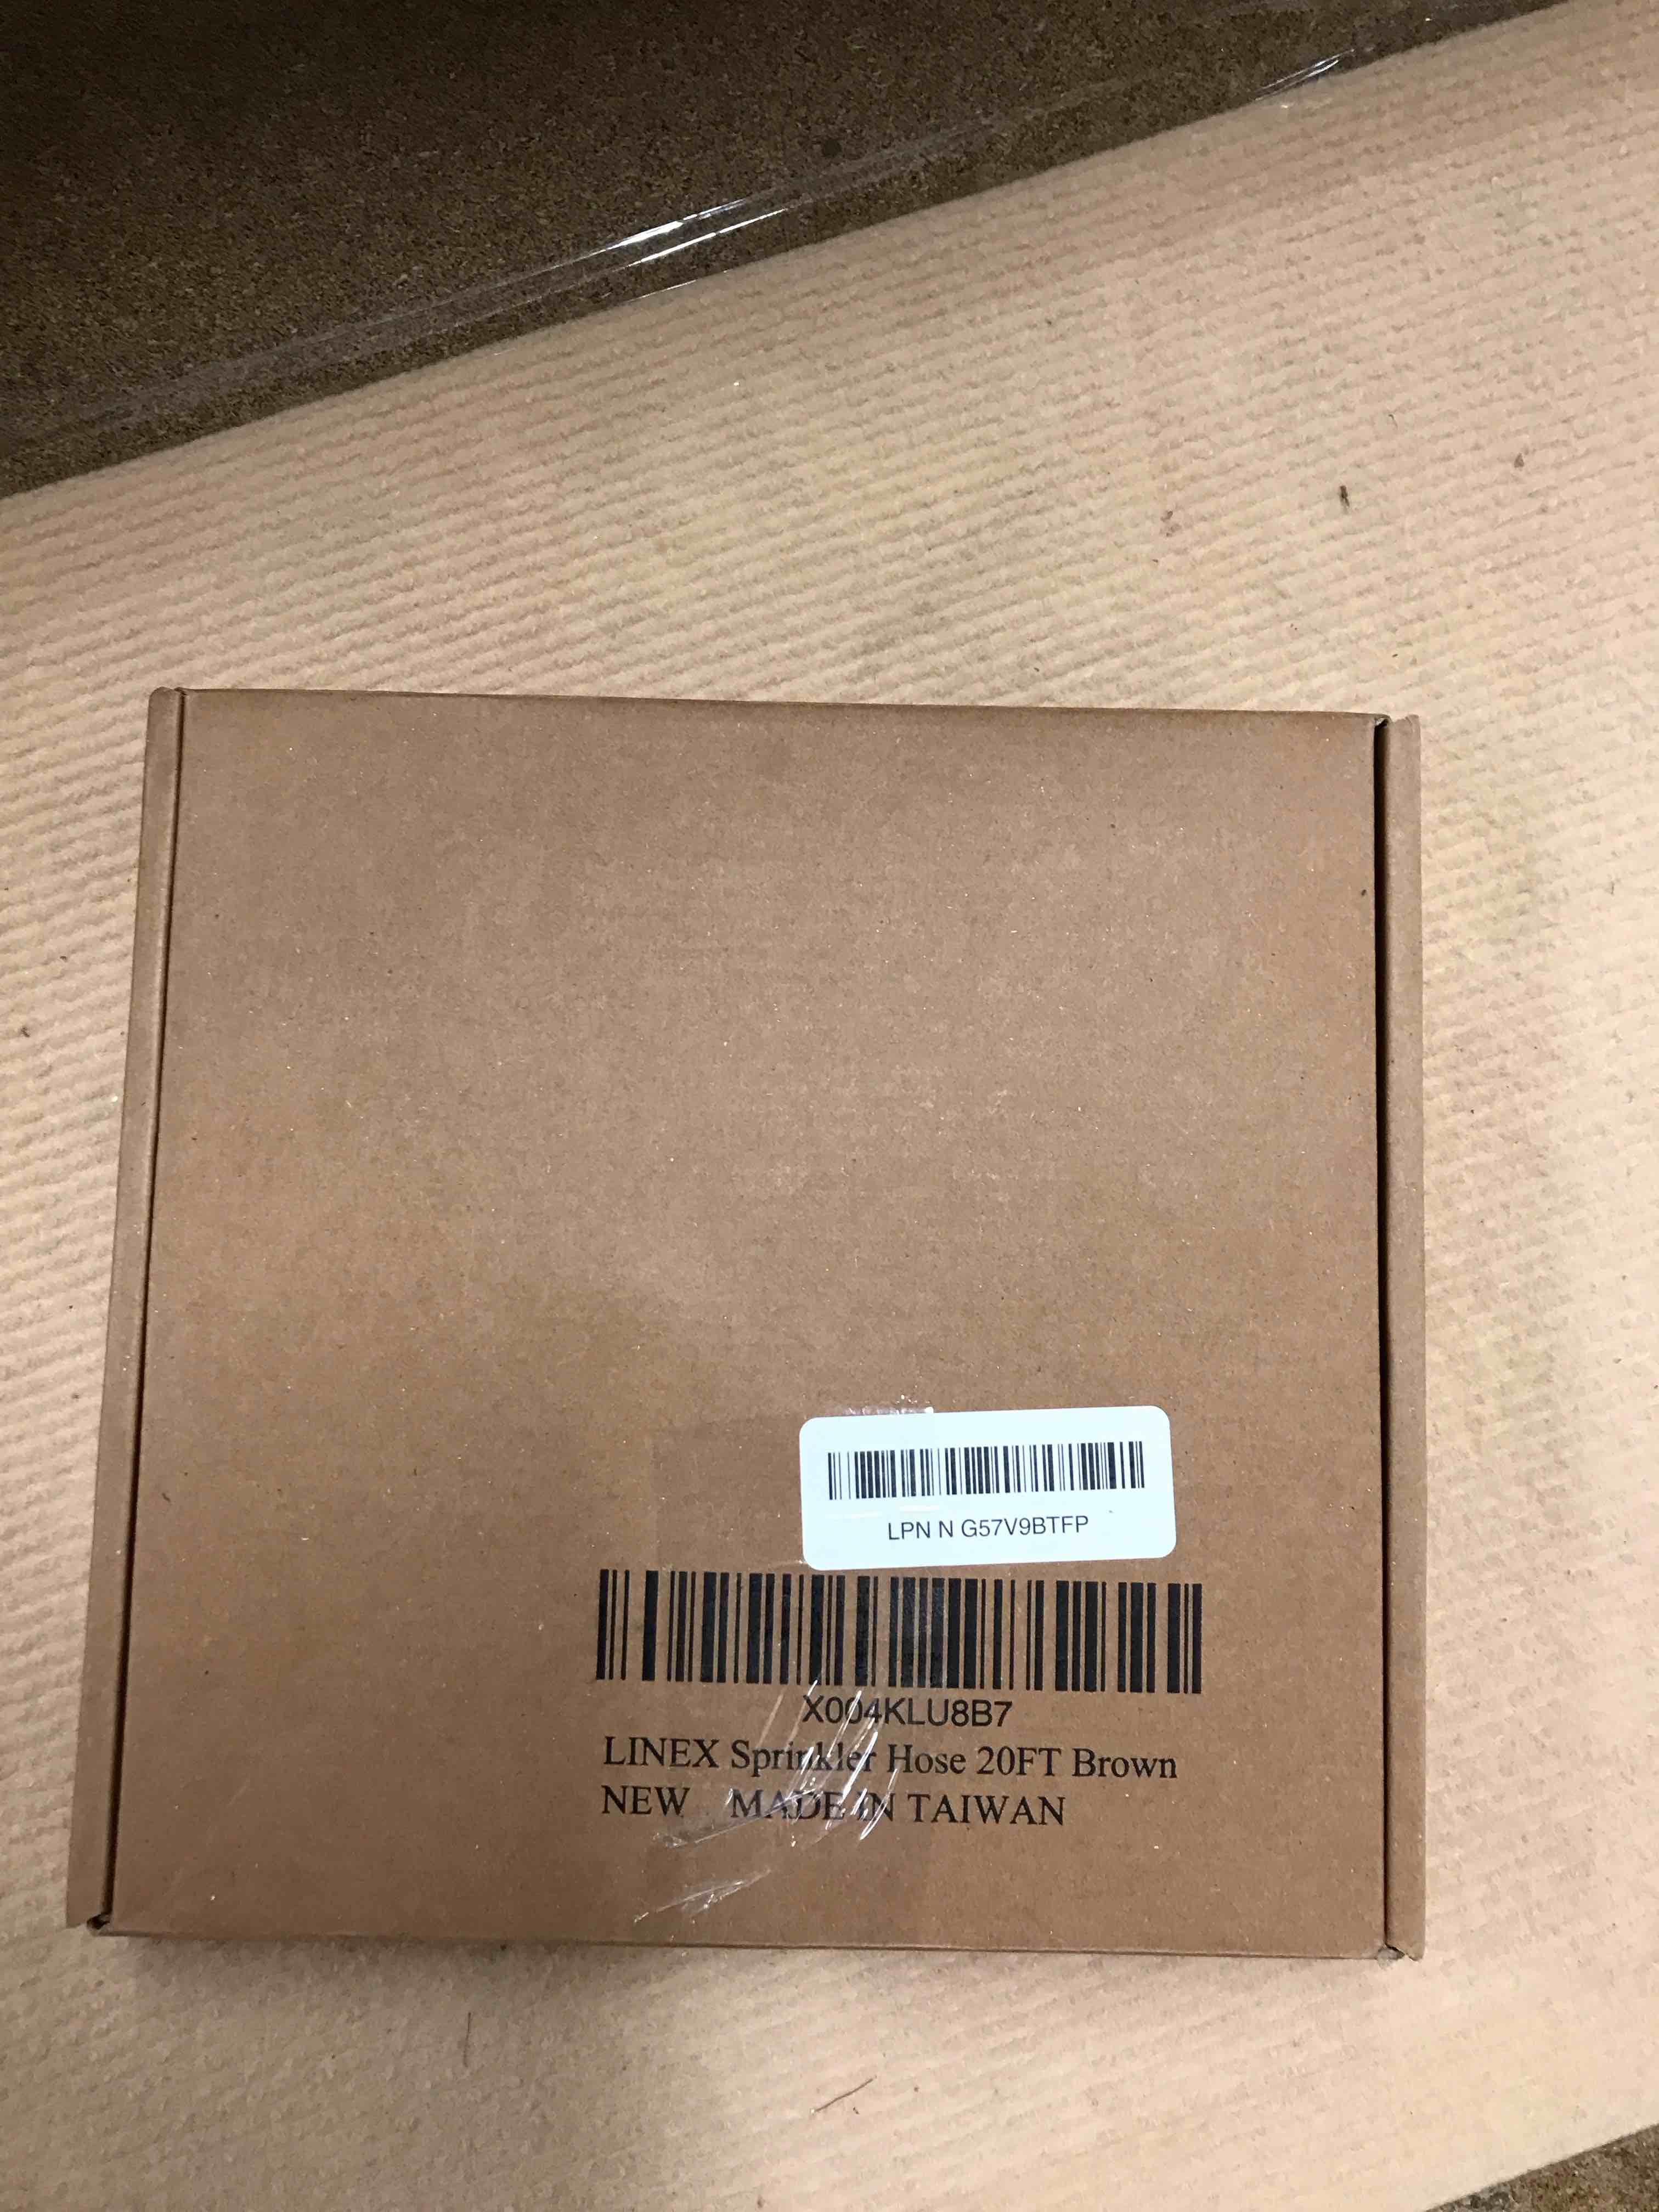 LPN N G57V9BTFP
X004KLU8B7
LINEX Sprinkler Hose 20FT Brown
NEW MADE IN TAIWAN